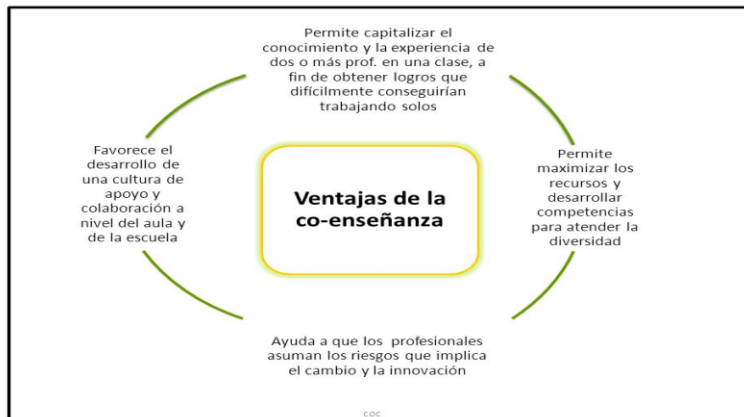 Permite capitalizar el
conocimiento y la experiencia de
dos o más prof. en una clase, a
fin de obtener logros que
difícilmente conseguirían
trabajando solos
Favorece el
desarrollo de
una cultura de
apoyo y
colaboración a
nivel del aula y
de la escuela
Ventajas de la
co-enseñanza
Permite
maximizar los
recursos y
desarrollar
competencias
para atender la
diversidad
Ayuda a que los profesionales
asuman los riesgos que implica
el cambio y la innovación
COC